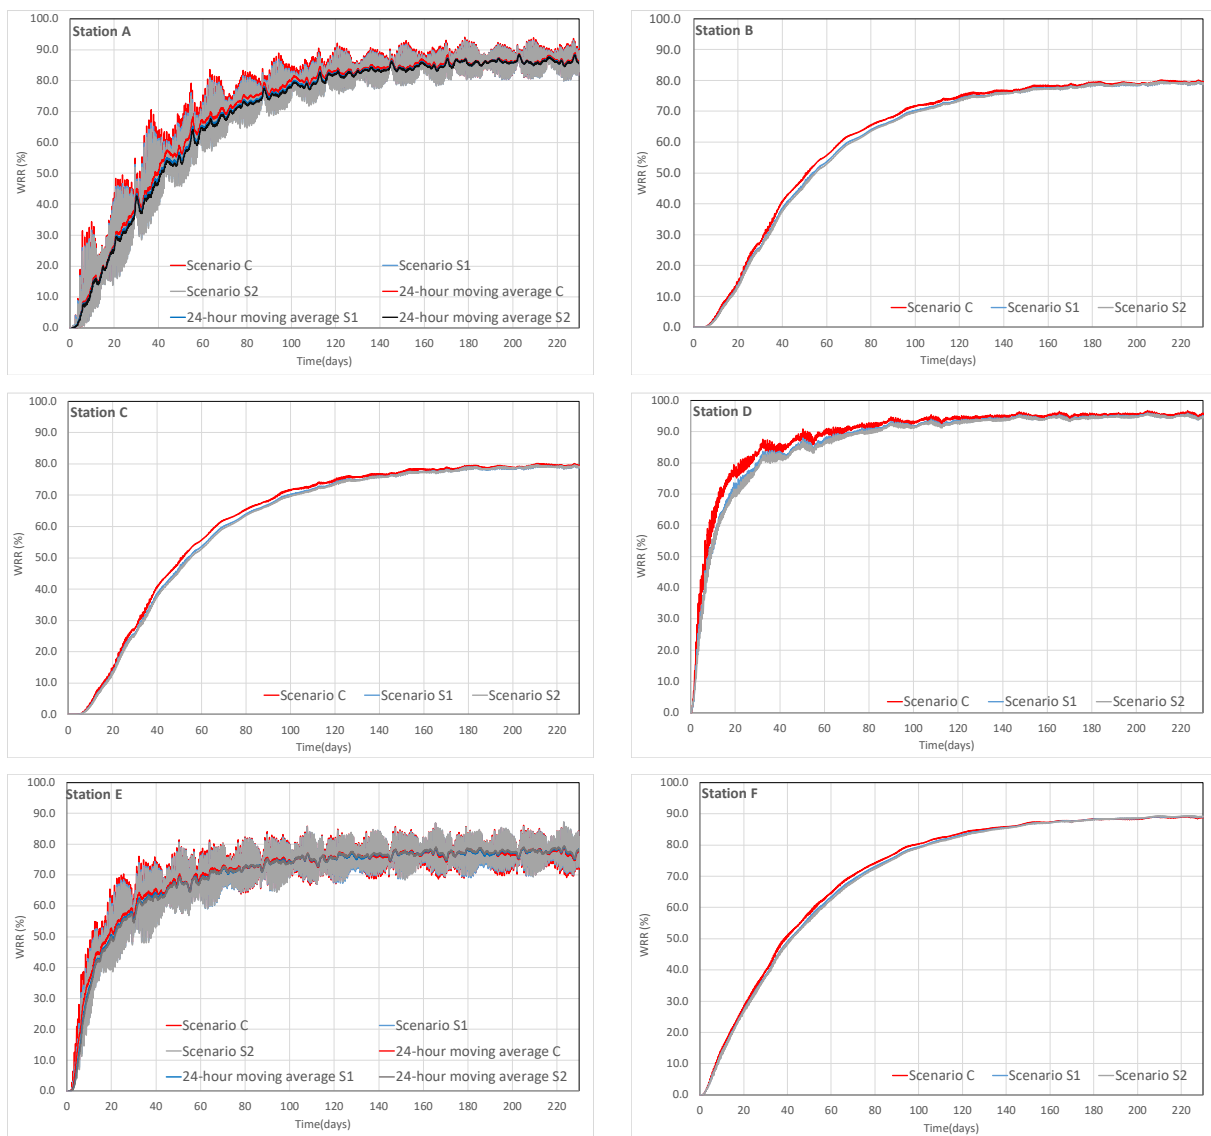 Station A
100.0
90.0
80.0
70.0
60.0
50.0
40.0
30.0
20.0
10.0
0.0
WRR (%)
Scenario C
Scenario S1
Scenario S2
24-hour moving average C
24-hour moving average S1
24-hour moving average S2
0 20 40 60 80 100 120 140 160 180 200 220
Time(days)
Station B
100.0
90.0
80.0
70.0
60.0
50.0
40.0
30.0
20.0
10.0
0.0
WRR (%)
Scenario C Scenario S1 Scenario S2
0 20 40 60 80 100 120 140 160 180 200 220
Time(days)
Station C
100.0
90.0
80.0
70.0
60.0
50.0
40.0
30.0
20.0
10.0
0.0
WRR (%)
Scenario C Scenario S1 Scenario S2
0 20 40 60 80 100 120 140 160 180 200 220
Time(days)
Station D
100.0
90.0
80.0
70.0
60.0
50.0
40.0
30.0
20.0
10.0
0.0
WRR (%)
Scenario C Scenario S1 Scenario S2
0 20 40 60 80 100 120 140 160 180 200 220
Time(days)
Station E
100.0
90.0
80.0
70.0
60.0
50.0
40.0
30.0
20.0
10.0
0.0
WRR (%)
Scenario C
Scenario S1
Scenario S2
24-hour moving average C
24-hour moving average S1
24-hour moving average S2
0 20 40 60 80 100 120 140 160 180 200 220
Time(days)
Station F
100.0
90.0
80.0
70.0
60.0
50.0
40.0
30.0
20.0
10.0
0.0
WRR (%)
Scenario C Scenario S1 Scenario S2
0 20 40 60 80 100 120 140 160 180 200 220
Time(days)